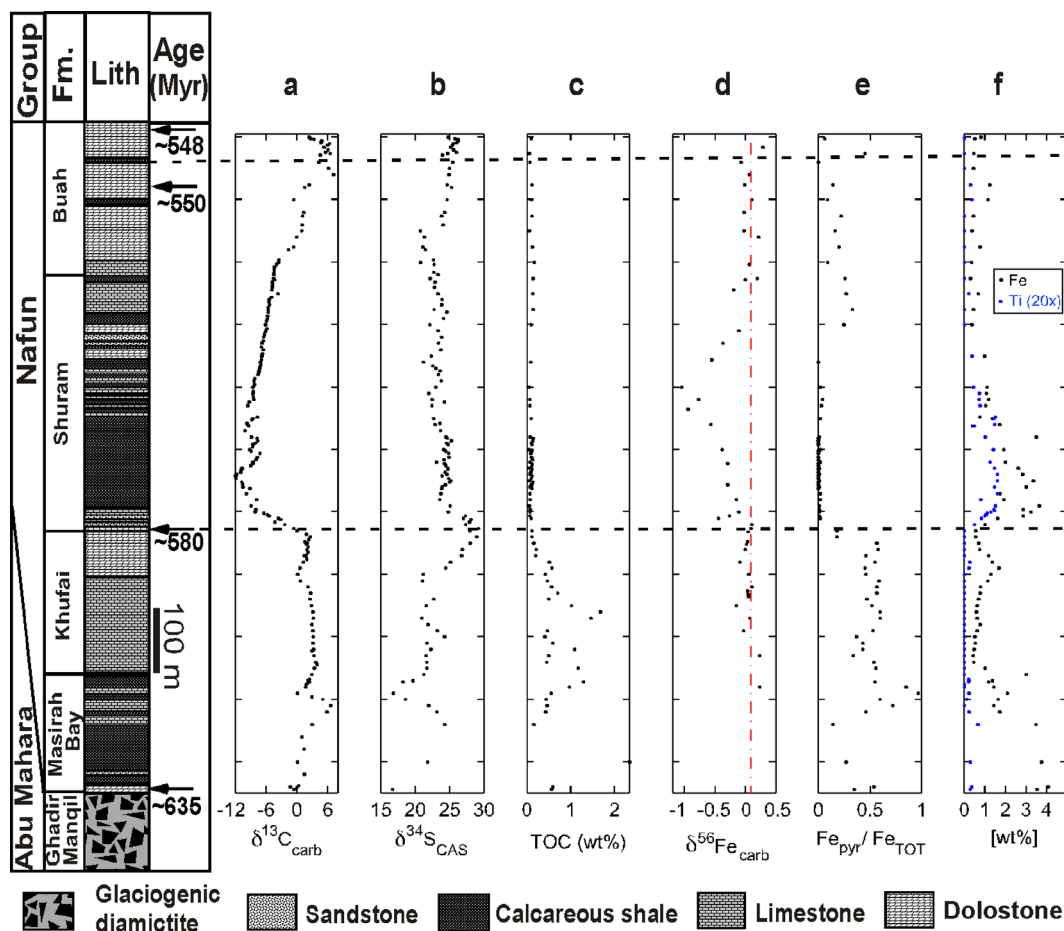 Group
Fm.
Lith
Age
(Myr)
a
b
c
d
e
f
Nafun
Abu Mahara
Buah
Shuram
Khufai
Masirah
Bay
Ghadir
Manqil
~548
~550
~580
~635
100 m
Fe
Ti (20x)
-12 -6 0 6
15 20 25 30
0 1 2
-1 -0.5 0 0.5
0 0.5 1
0 1 2 3 4
δ13Ccarb
δ34SCAS
TOC (wt%)
δ56Fecarb
Fepyr/ FeTOT
[wt%]
Glaciogenic
diamictite
Sandstone
Calcareous shale
Limestone
Dolostone